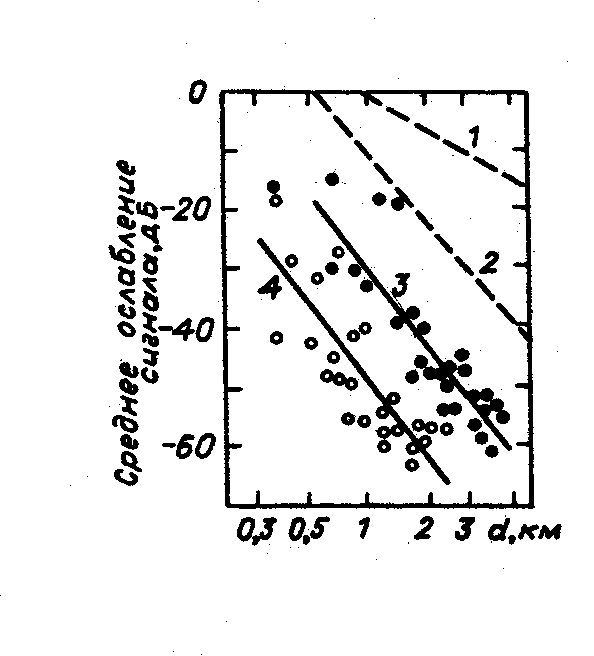 0
-20
-40
-60
Среднее ослабление
сигнала, дБ
1
2
3
4
0,3 0,5 1 2 3 d, км